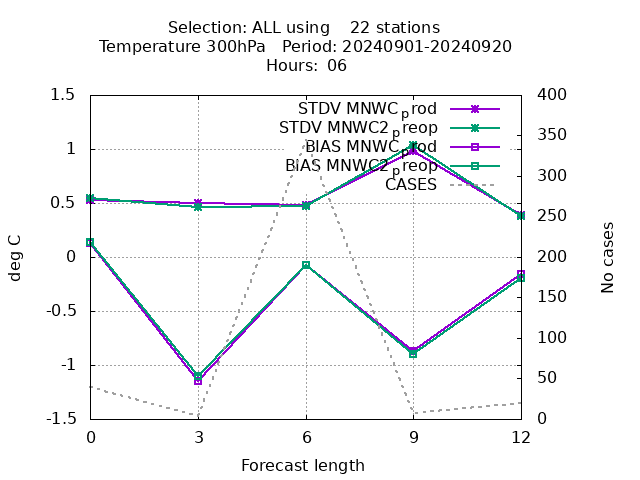 Selection: ALL using 22 stations
Temperature 300hPa Period: 20240901-20240920
Hours: 06
1.5
1
0.5
0
-0.5
-1
-1.5
400
350
300
250
200
150
100
50
0
STDV MNWC_prod
STDV MNWC2_preop
BIAS MNWC_prod
BIAS MNWC2_preop
CASES
deg C
No cases
0 3 6 9 12
Forecast length